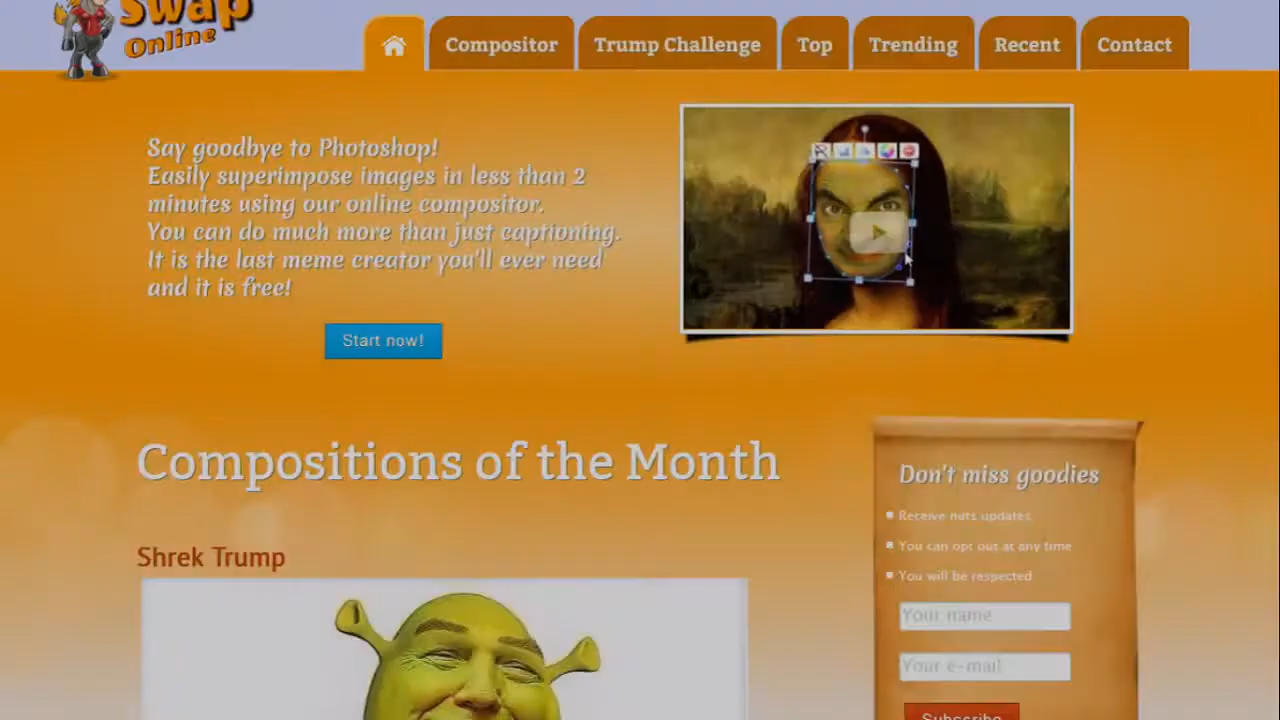 Swap
Online
Compositor
Trump Challenge
Top
Trending
Recent
Contact
Say goodbye to Photoshop!
Easily superimpose images in less than 2
minutes using our online compositor.
You can do much more than just captioning.
It is the last meme creator you'll ever need
and it is free!
Start now!
Compositions of the Month
Shrek Trump
Don't miss goodies
Receive nuts updates
You can opt out at any time
You will be respected
Your name
Your e-mail
Subscribe